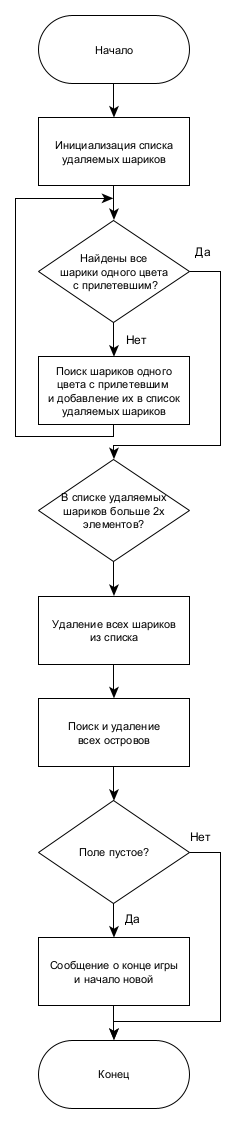 Начало
Инициализация списка
удаляемых шариков
Найдены все
шарики одного цвета
с прилетевшим?
Да
Нет
Поиск шариков одного
цвета с прилетевшим
и добавление их в список
удаляемых шариков
В списке удаляемых
шариков больше 2х
элементов?
Удаление всех шариков
из списка
Поиск и удаление
всех островов
Поле пустое?
Нет
Да
Сообщение о конце игры
и начало новой
Конец